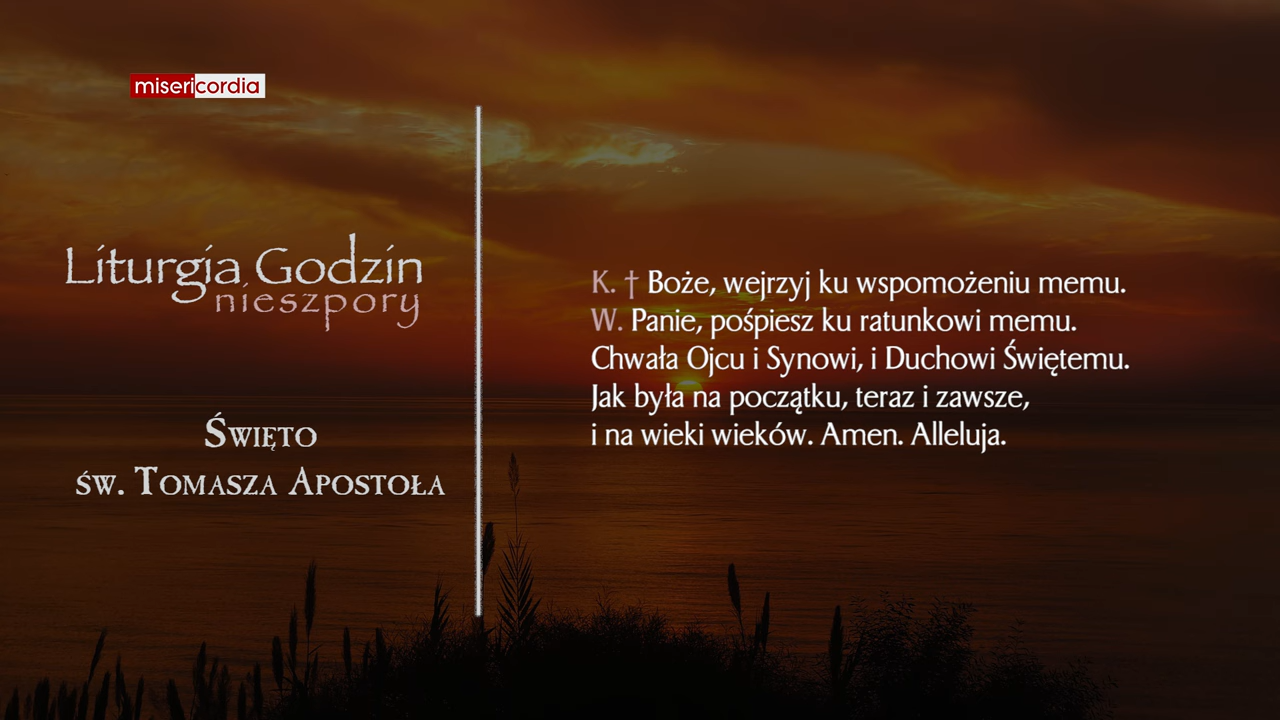 misericordia
Liturgia Godzin
nieszpory
Święto
św. Tomasza Apostoła
K. † Boże, wejrzyj ku wspomożeniu memu.
W. Panie, pośpiesz ku ratunkowi memu.
Chwała Ojcu i Synowi, i Duchowi Świętemu.
Jak była na początku, teraz i zawsze,
i na wieki wieków. Amen. Alleluja.